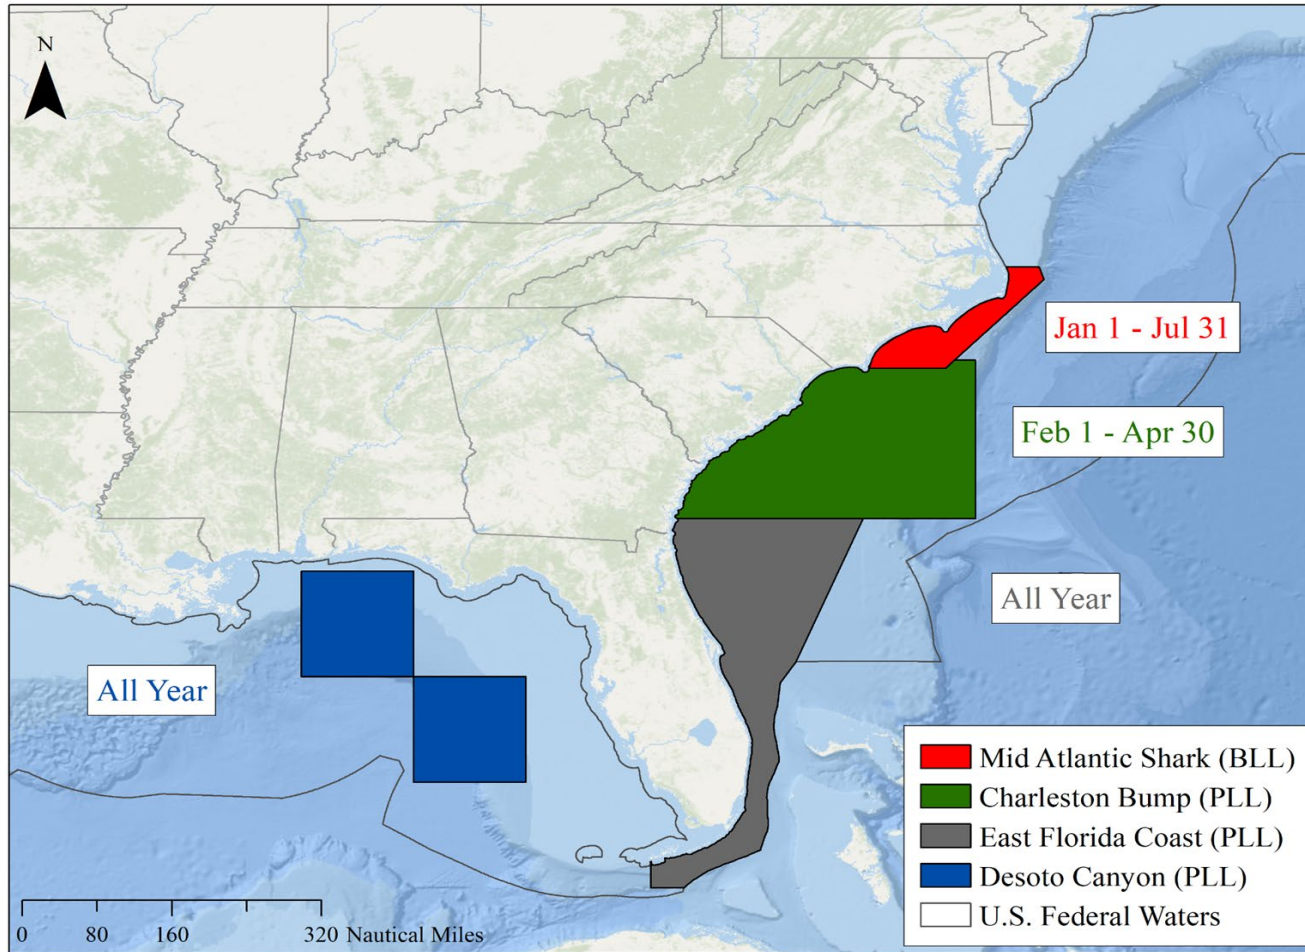 N
Jan 1 - Jul 31
Feb 1 - Apr 30
All Year
All Year
Mid Atlantic Shark (BLL)
Charleston Bump (PLL)
East Florida Coast (PLL)
Desoto Canyon (PLL)
U.S. Federal Waters
0 80 160 320 Nautical Miles